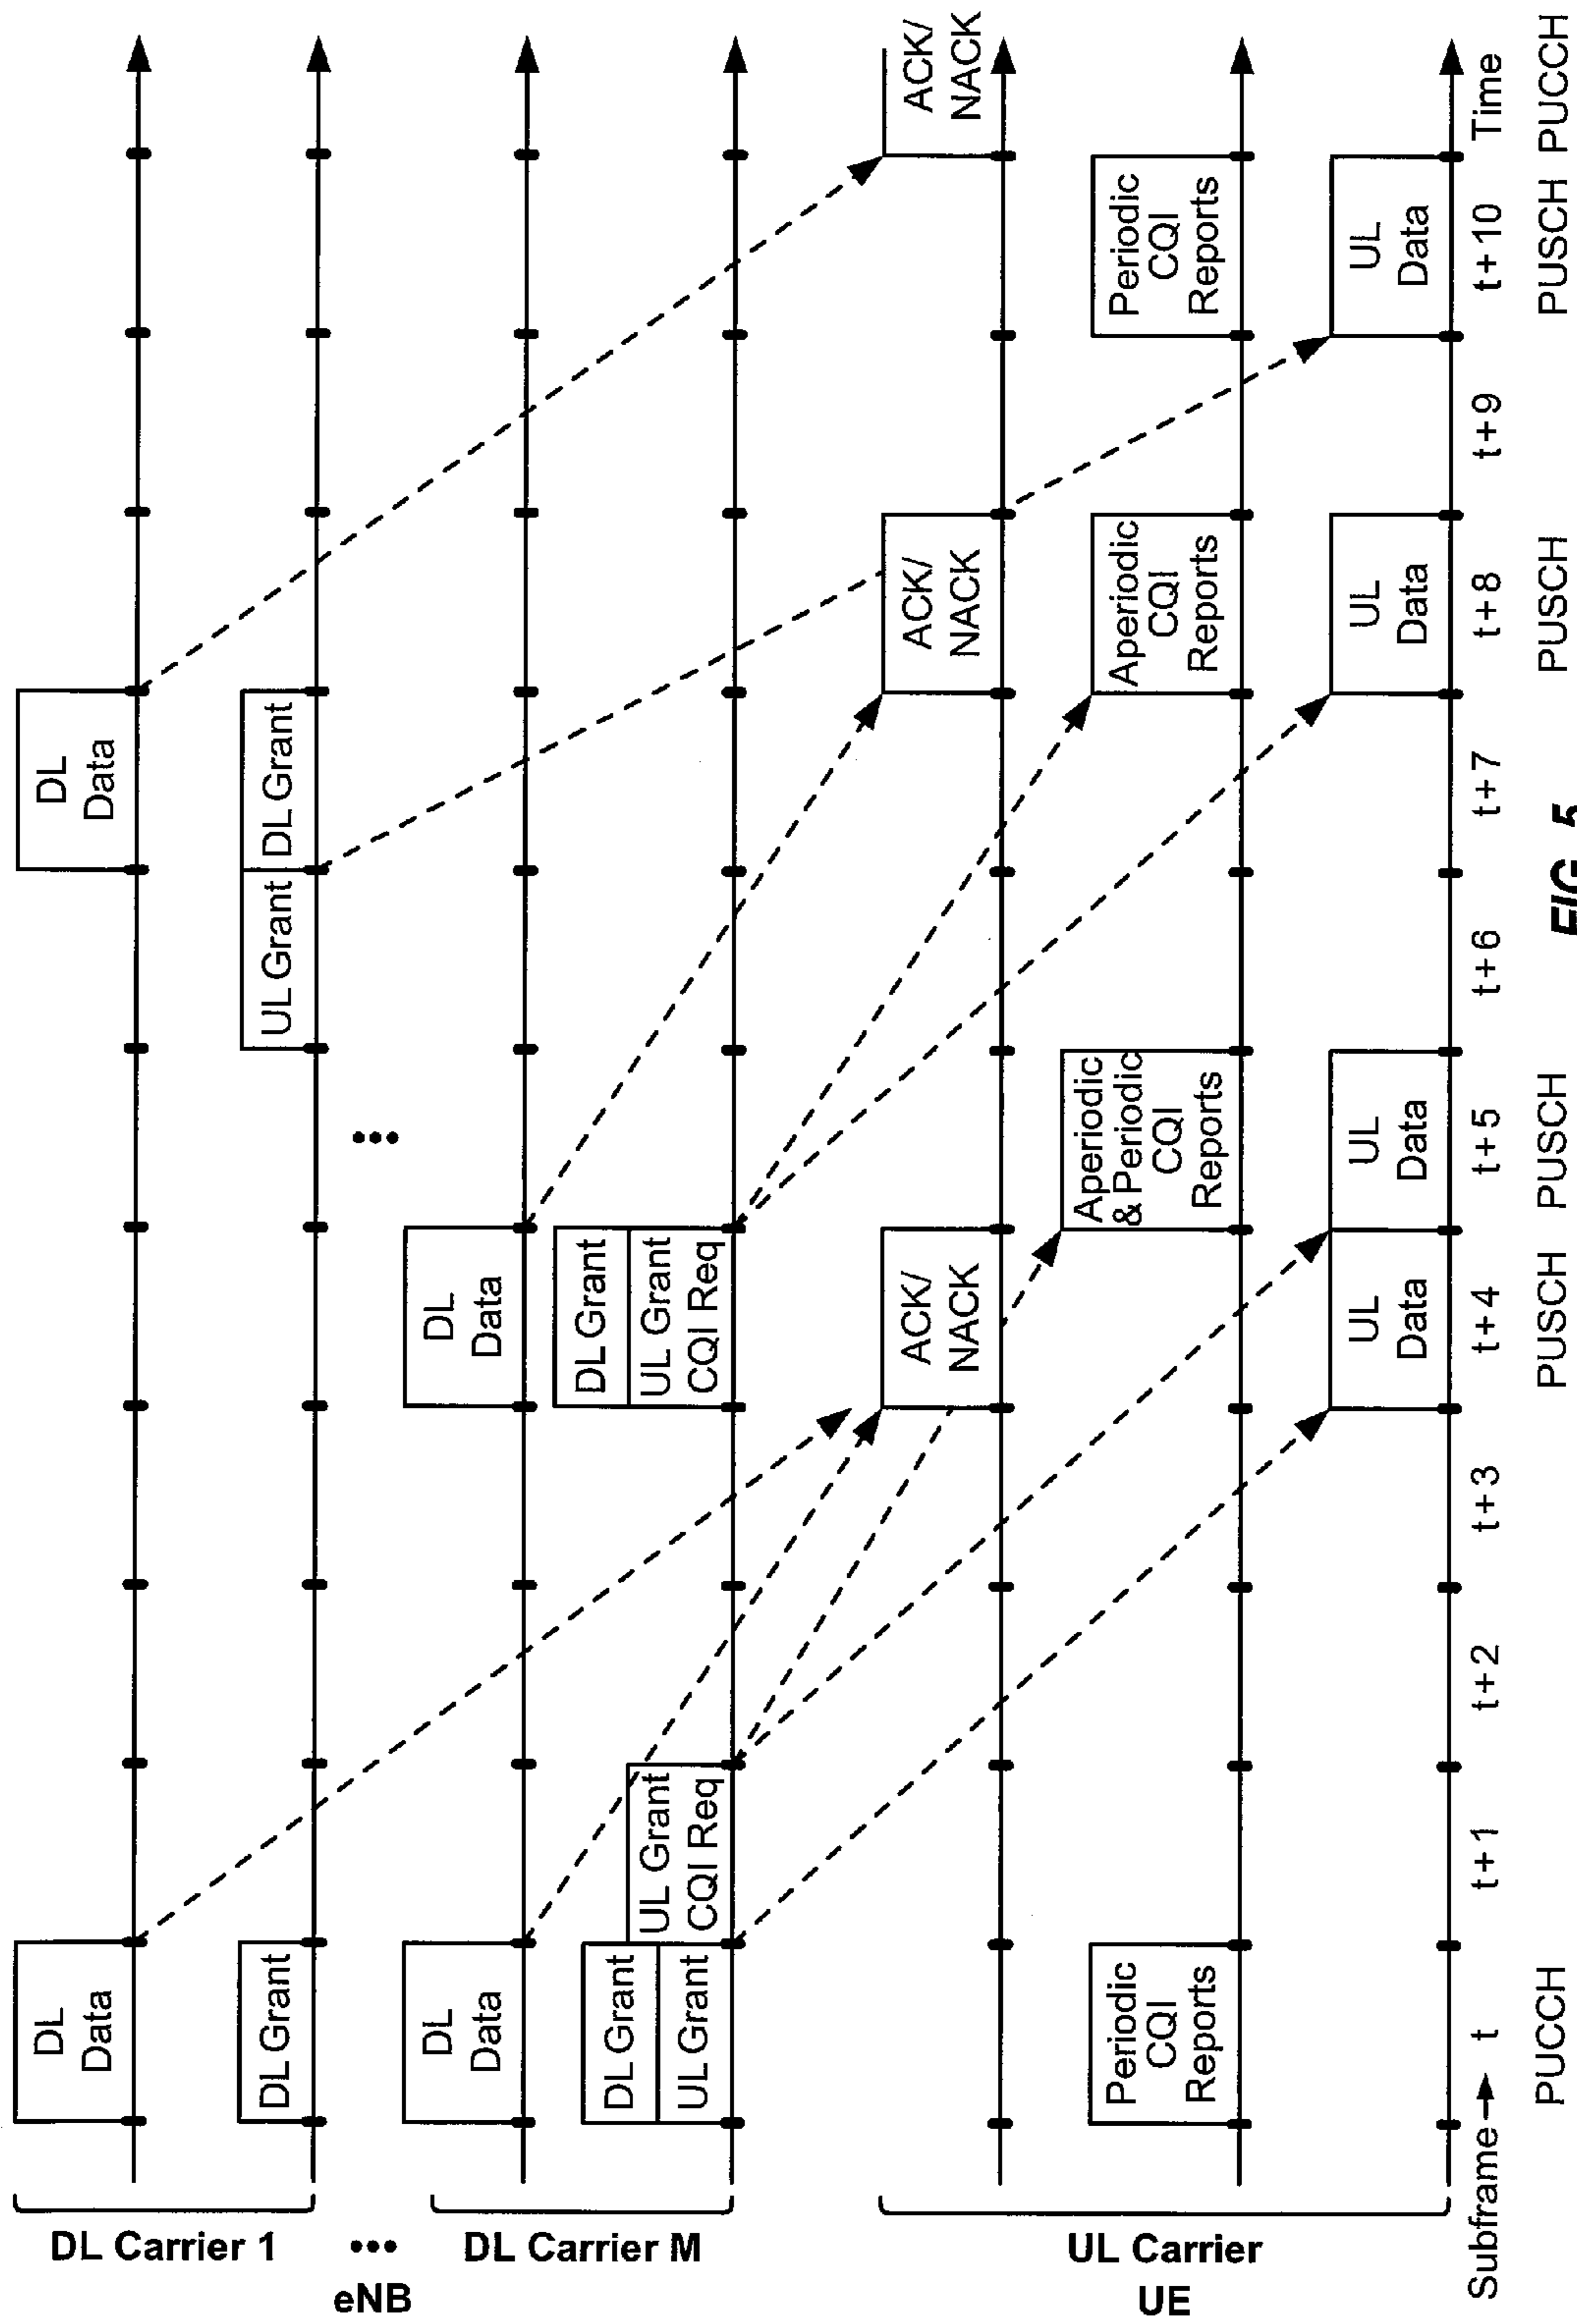 DL Carrier 1
eNB
DL Carrier M
UL Carrier
UE
DL
Data
DL
Data
DL Grant
UL Grant
DL Grant
DL
Data
DL
Data
DL Grant
UL Grant
UL Grant
CQI Req
DL Grant
UL Grant
CQI Req
ACK/
NACK
ACK/
NACK
ACK/
NACK
Periodic
CQI
Reports
Aperiodic
& Periodic
CQI
Reports
Aperiodic
CQI
Reports
Periodic
CQI
Reports
UL
Data
UL
Data
UL
Data
UL
Data
Subframe
t
t+1
t+2
t+3
t+4
t+5
t+6
t+7
t+8
t+9
t+10
Time
PUCCH
PUSCH
PUSCH
PUSCH
PUSCH
PUCCH
FIG. 5